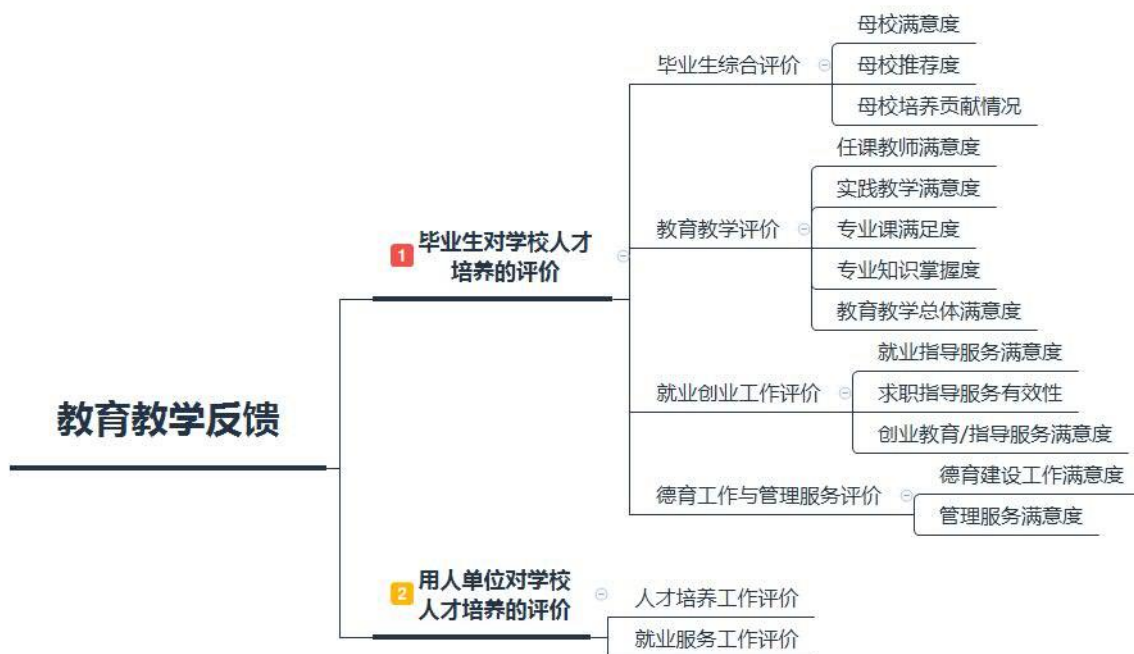 教育教学反馈
1
毕业生对学校人才
培养的评价
毕业生综合评价
母校满意度
母校推荐度
母校培养贡献情况
教育教学评价
任课教师满意度
实践教学满意度
专业课满足度
专业知识掌握度
教育教学总体满意度
就业创业工作评价
就业指导服务满意度
求职指导服务有效性
创业教育/指导服务满意度
德育工作与管理服务评价
德育建设工作满意度
管理服务满意度
2
用人单位对学校
人才培养的评价
人才培养工作评价
就业服务工作评价